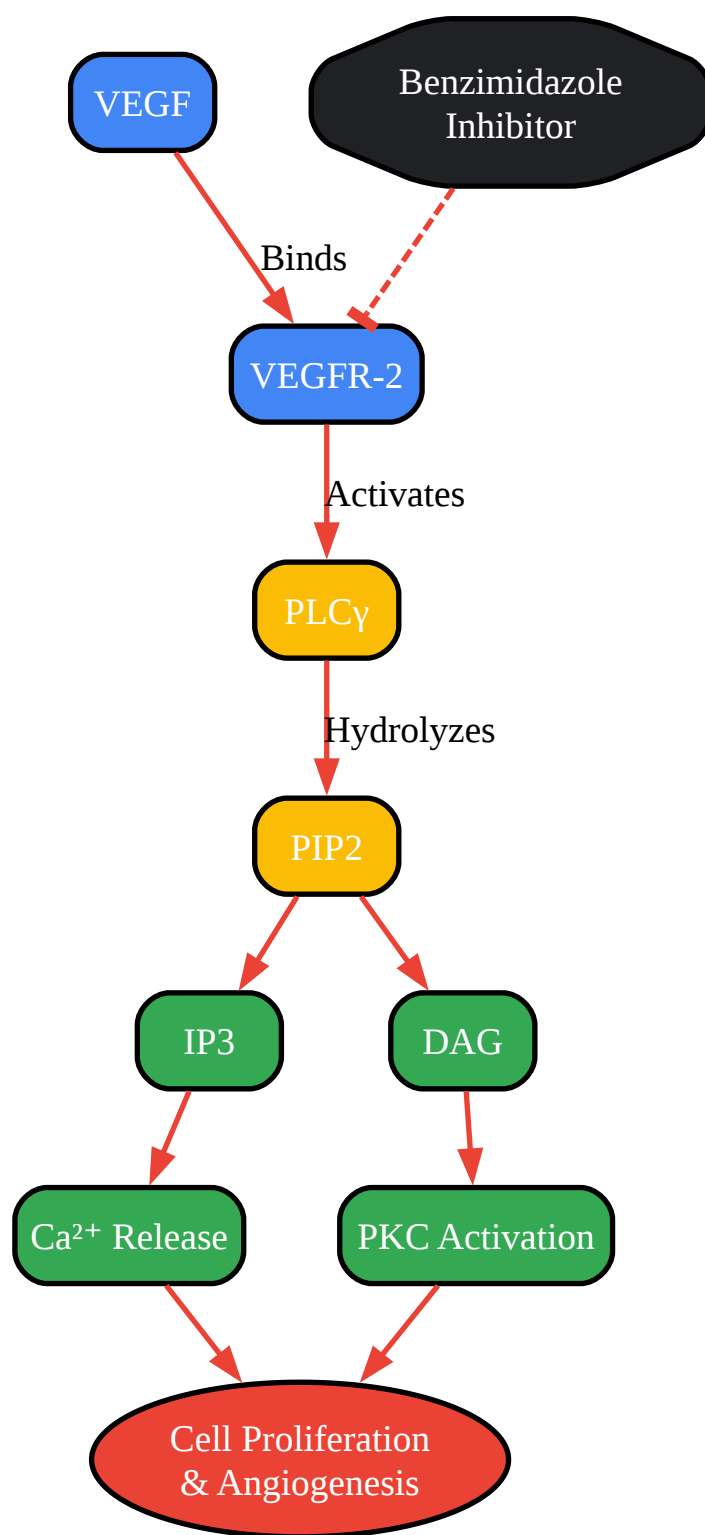 VEGF
Benzimidazole
Inhibitor
Binds
VEGFR-2
Activates
PLCγ
Hydrolyzes
PIP2
IP3
DAG
Ca²⁺ Release
PKC Activation
Cell Proliferation
& Angiogenesis